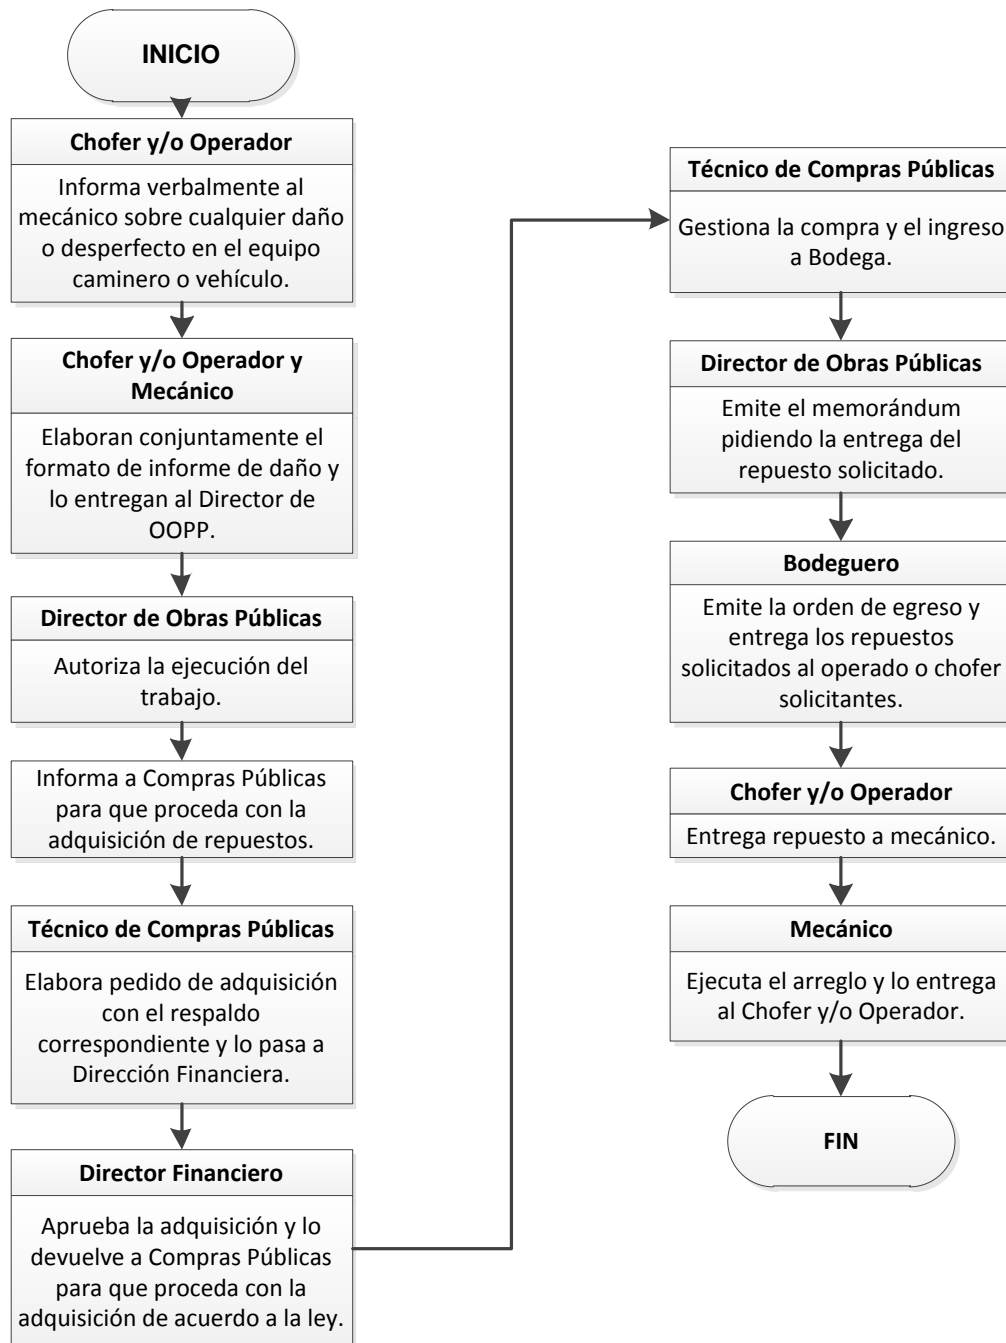 INICIO
Chofer y/o Operador
Informa verbalmente al
mecánico sobre cualquier daño
o desperfecto en el equipo
caminero o vehículo.
Chofer y/o Operador y
Mecánico
Elaboran conjuntamente el
formato de informe de daño y
lo entregan al Director de
OOPP.
Director de Obras Públicas
Autoriza la ejecución del
trabajo.
Informa a Compras Públicas
para que proceda con la
adquisición de repuestos.
Técnico de Compras Públicas
Elabora pedido de adquisición
con el respaldo
correspondiente y lo pasa a
Dirección Financiera.
Director Financiero
Aprueba la adquisición y lo
devuelve a Compras Públicas
para que proceda con la
adquisición de acuerdo a la ley.
Técnico de Compras Públicas
Gestiona la compra y el ingreso
a Bodega.
Director de Obras Públicas
Emite el memorándum
pidiendo la entrega del
repuesto solicitado.
Bodeguero
Emite la orden de egreso y
entrega los repuestos
solicitados al operado o chofer
solicitantes.
Chofer y/o Operador
Entrega repuesto a mecánico.
Mecánico
Ejecuta el arreglo y lo entrega
al Chofer y/o Operador.
FIN